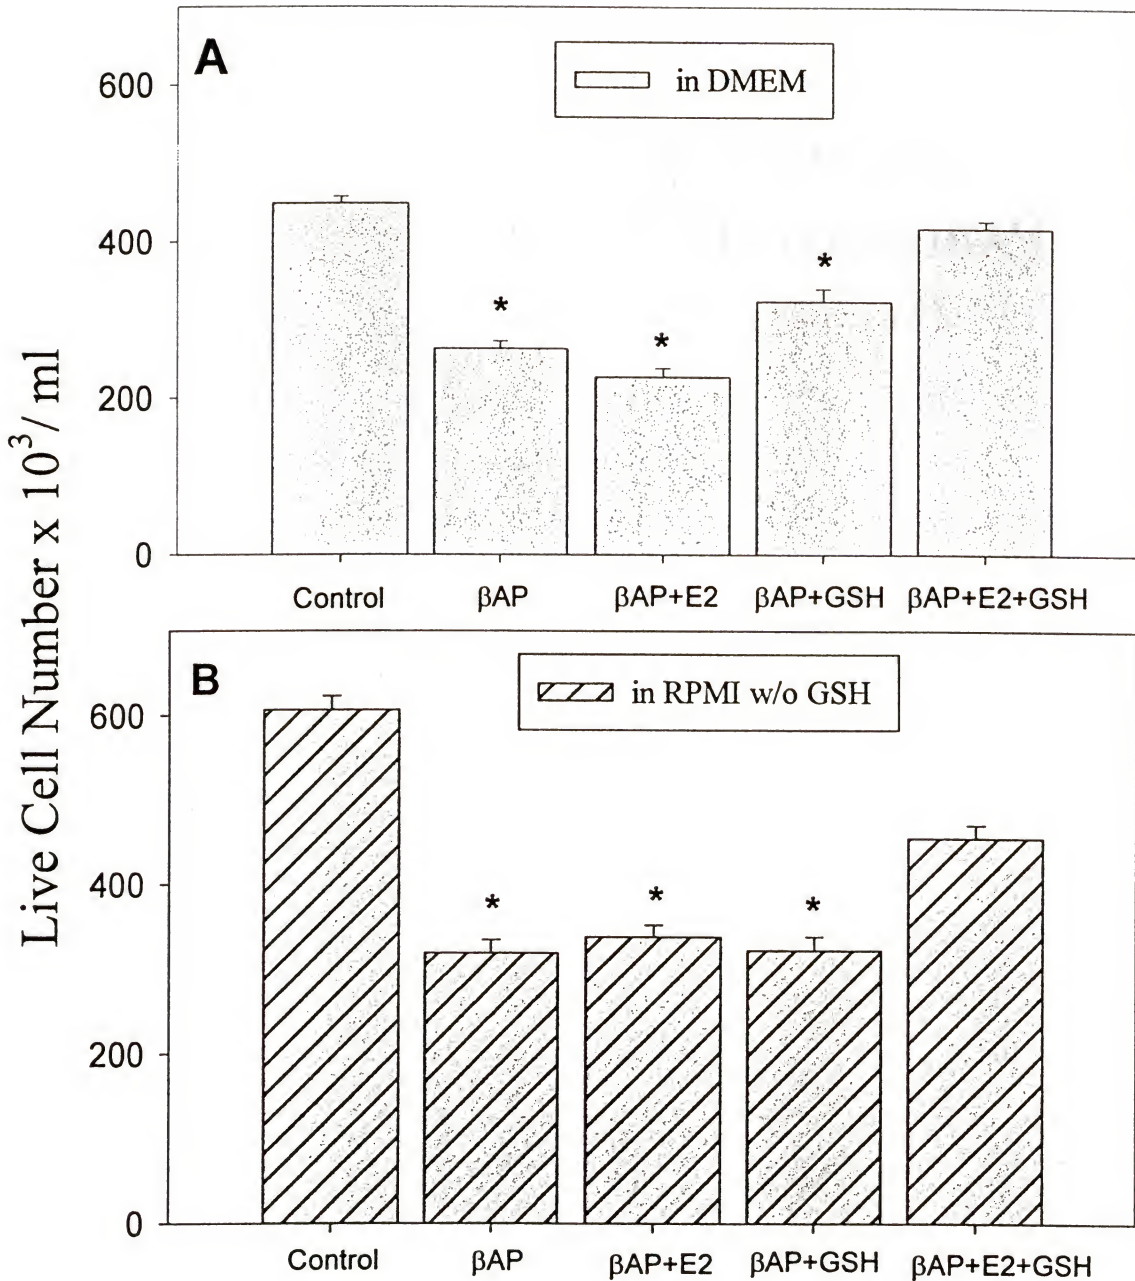 A
in DMEM
600
400
200
0
Control βAP βAP+E2 βAP+GSH βAP+E2+GSH
* * *
Live Cell Number x 10³/ ml
B
in RPMI w/o GSH
600
400
200
0
* * *
Control βAP βAP+E2 βAP+GSH βAP+E2+GSH